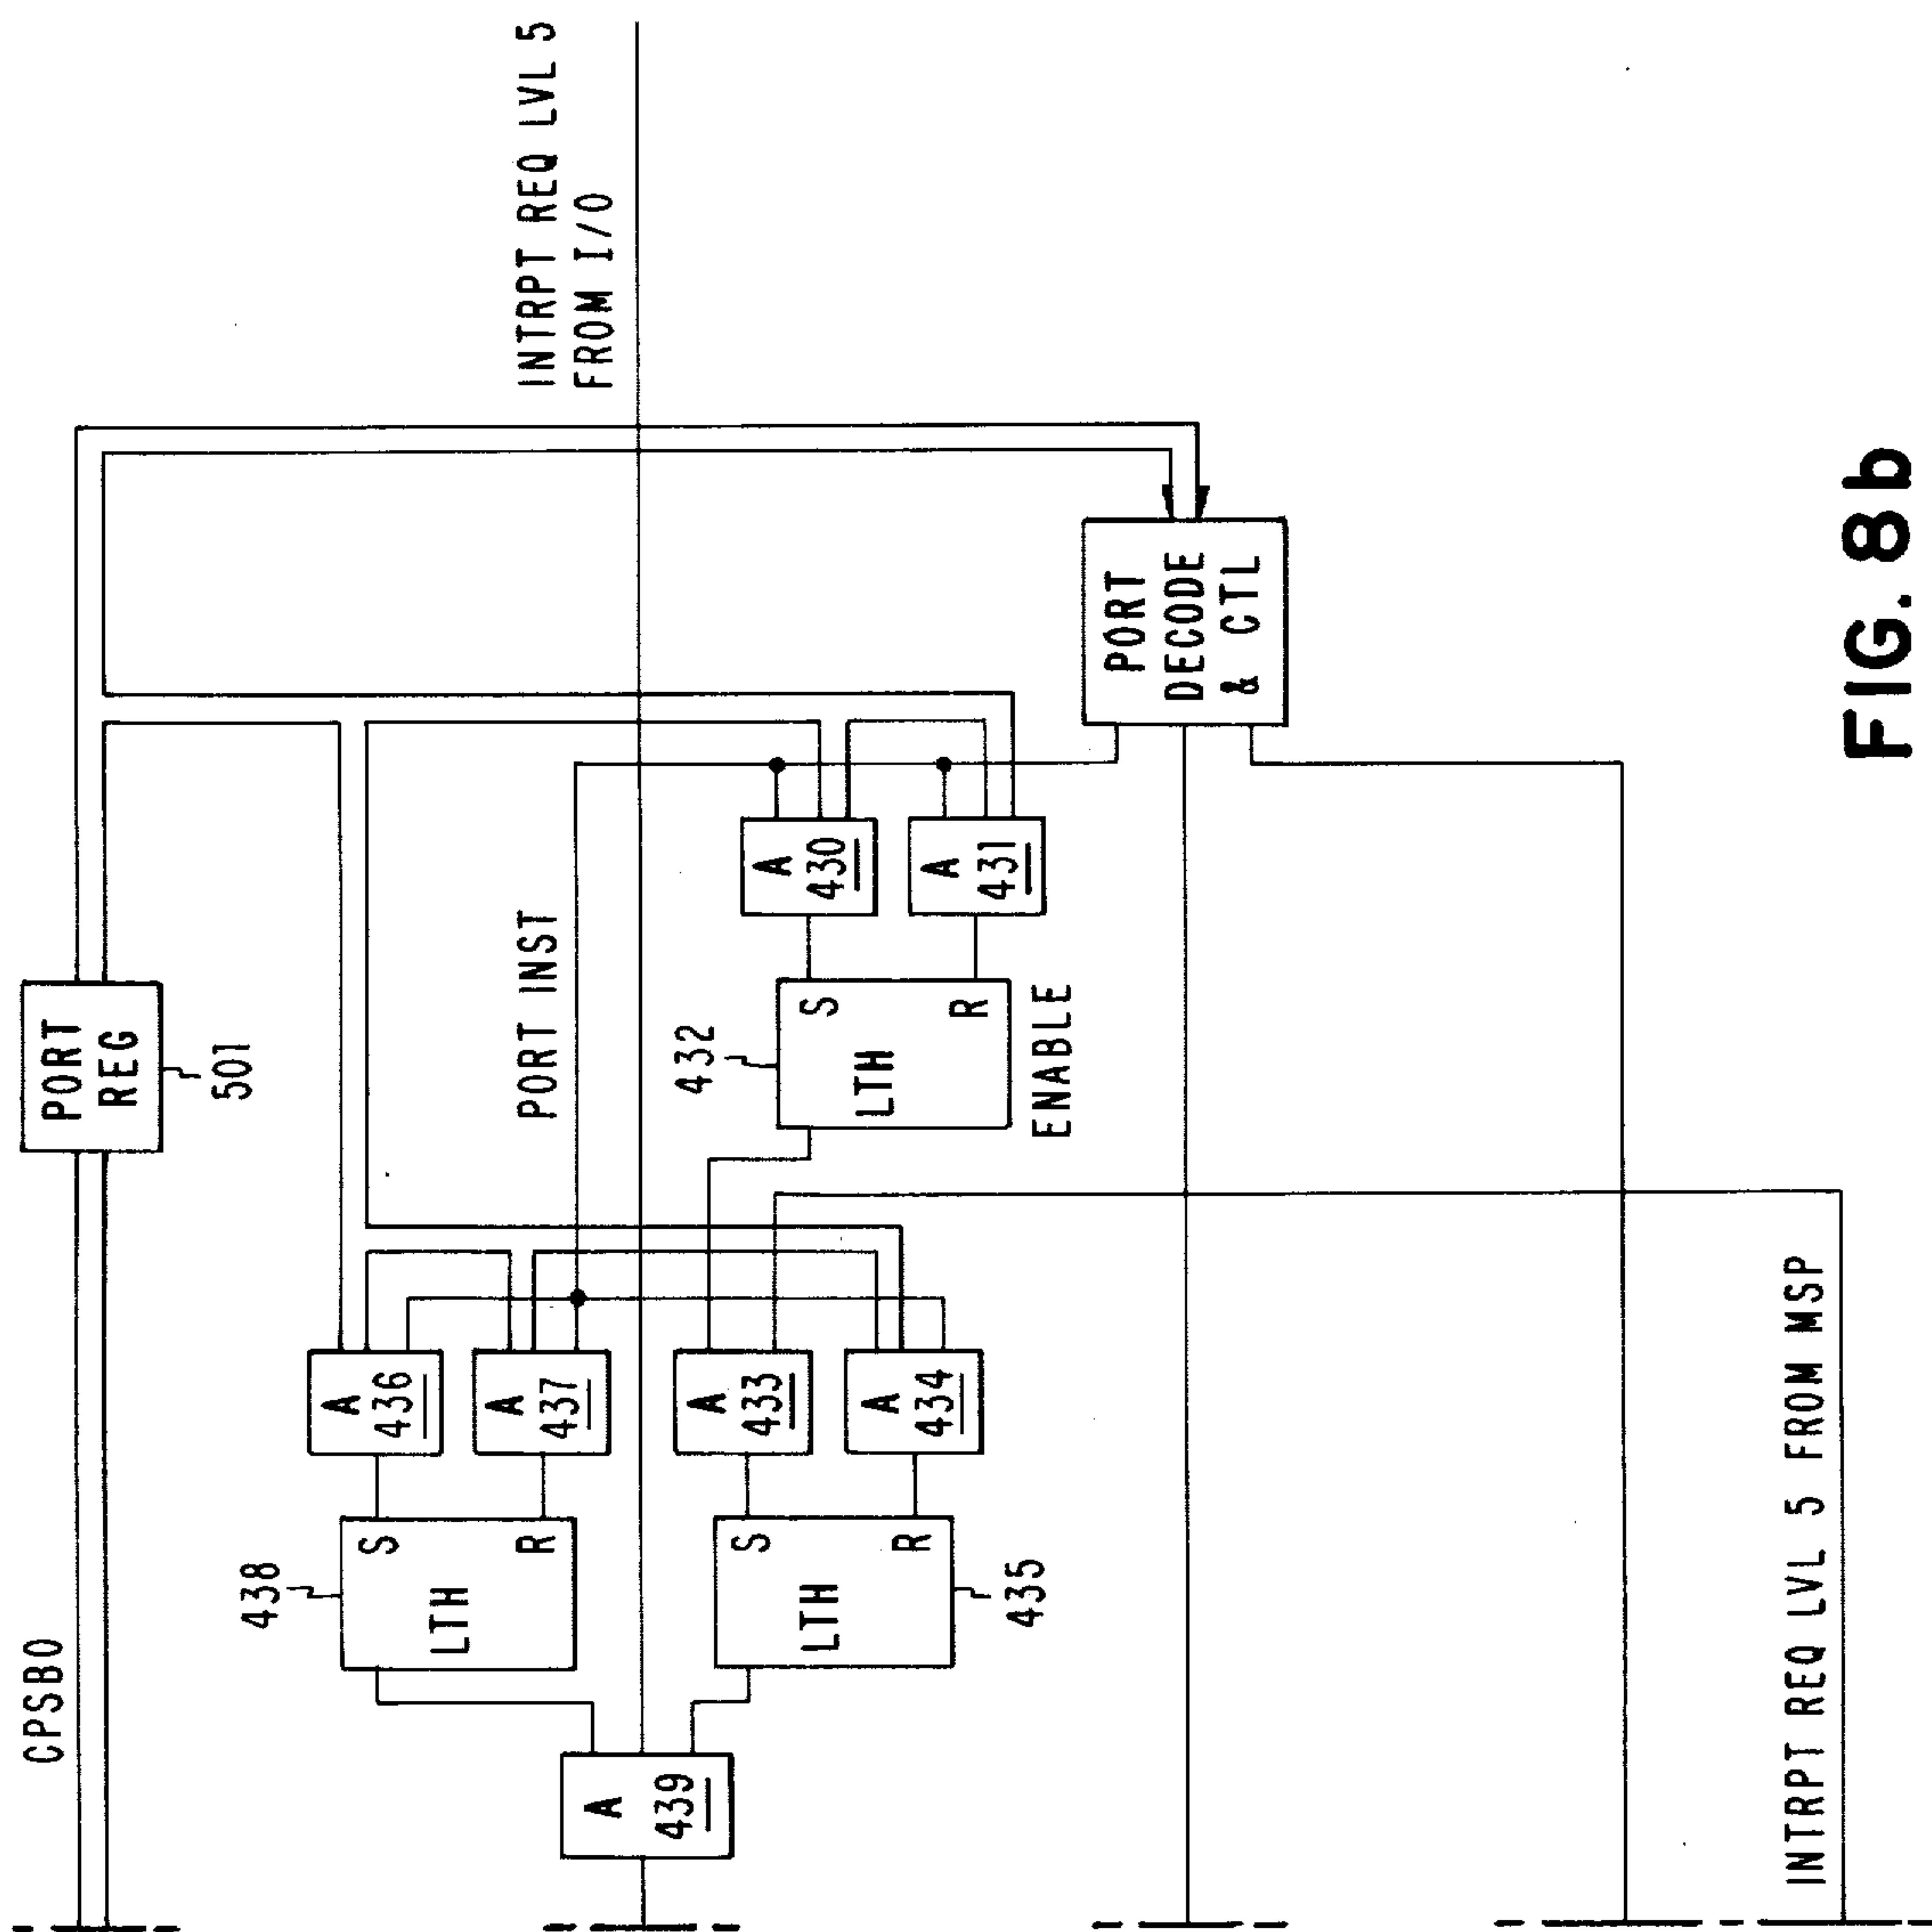 CPSBO
PORT
REG
501
INTRPT REQ LVL 5
FROM I/O
PORT INST
438
LTH
S
R
A
436
A
437
A
439
432
LTH
S
R
ENABLE
A
430
A
431
A
433
A
434
LTH
S
R
435
PORT
DECODE
& CTL
INTRPT REQ LVL 5 FROM MSP
FIG. 8b